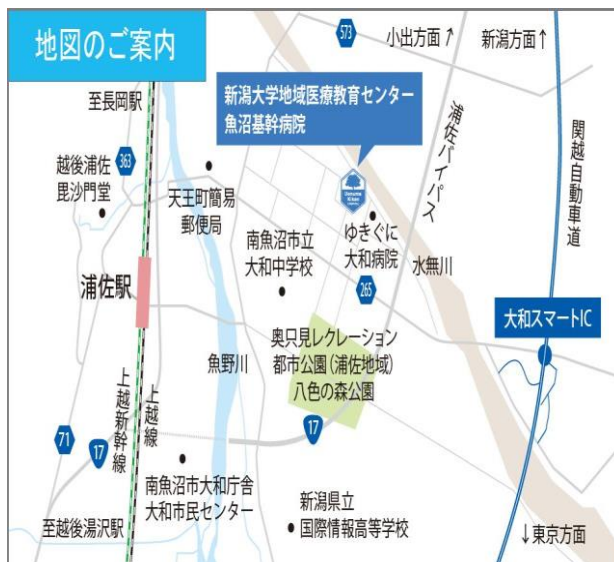 地図のご案内
573
小出方面↗
新潟方面↑
新潟大学地域医療教育センター
魚沼基幹病院
至長岡駅
363
越後浦佐
毘沙門堂
天王町簡易
郵便局
浦佐バイパス
関越自動車道
南魚沼市立
大和中学校
ゆきぐに
大和病院
水無川
265
浦佐駅
大和スマートIC
奥只見レクレーション
都市公園(浦佐地域)
八色の森公園
魚野川
上越新幹線
上越線
71
17
17
南魚沼市大和庁舎
大和市民センター
新潟県立
国際情報高等学校
至越後湯沢駅
↓東京方面